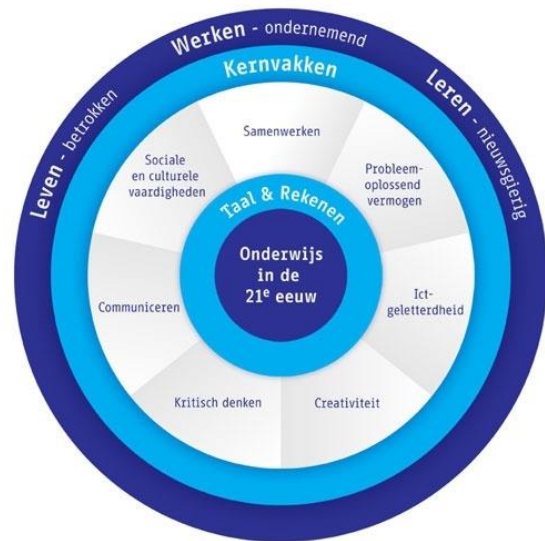 Werken - ondernemend
Leven - betrokken
Leren - nieuwsgierig
Kernvakken
Samenwerken
Sociale
en culturele
vaardigheden
Probleem-
oplossend
vermogen
Taal & Rekenen
Onderwijs
in de
21e eeuw
Communiceren
Ict-
geletterdheid
Kritisch denken
Creativiteit